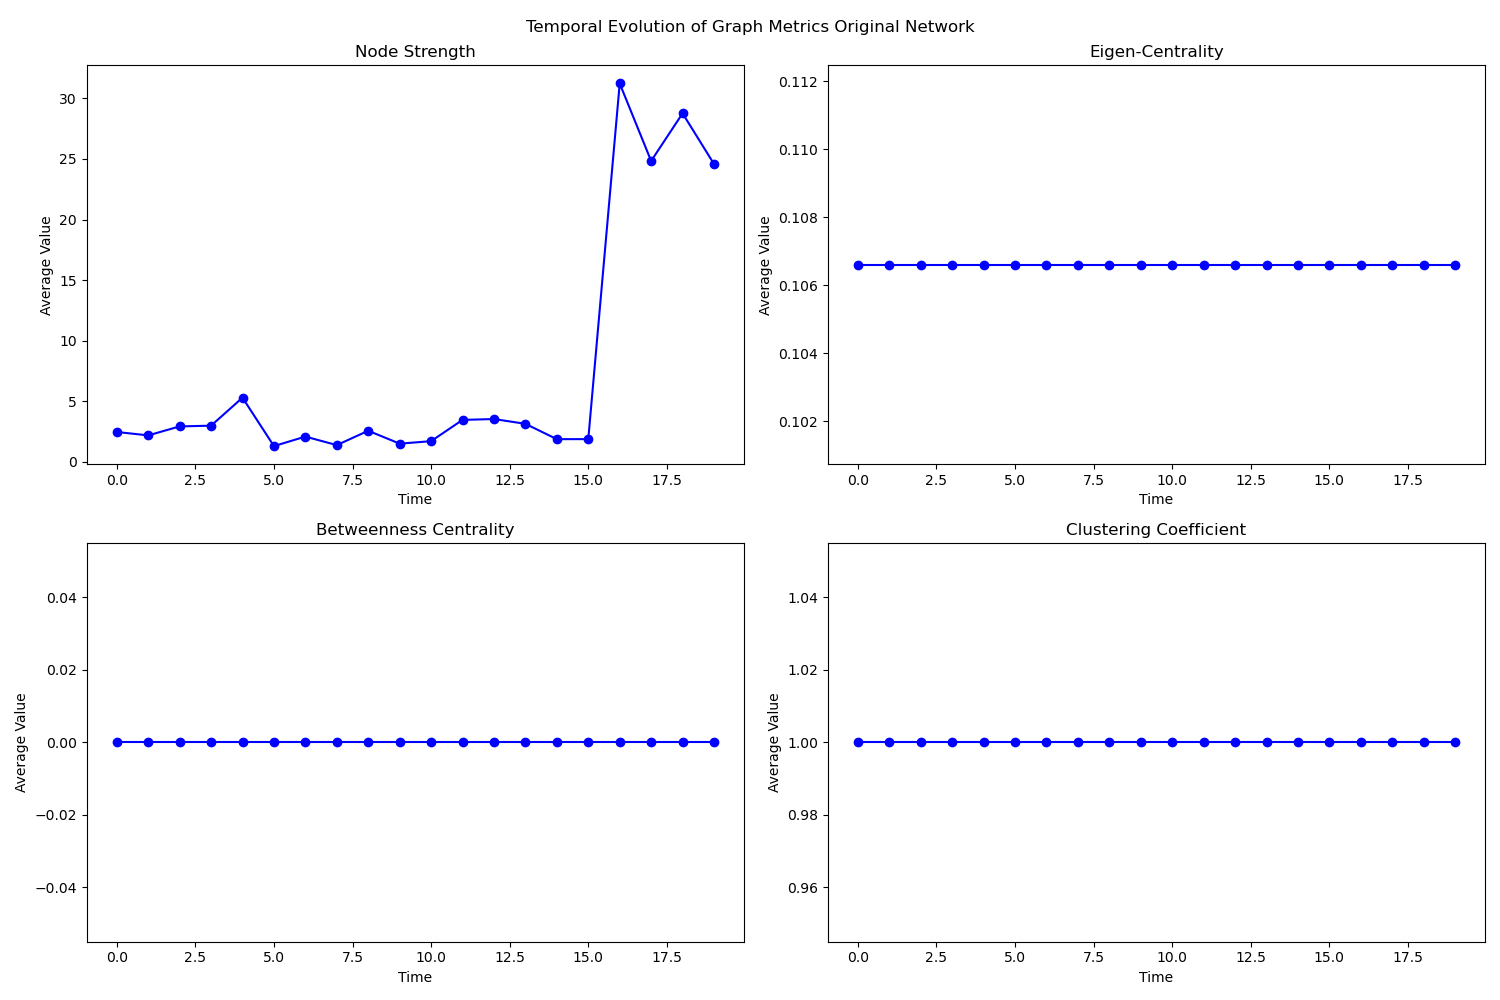 Temporal Evolution of Graph Metrics Original Network
Node Strength
30
25
20
15
10
5
0
Average Value
0.0 2.5 5.0 7.5 10.0 12.5 15.0 17.5
Time
Eigen-Centrality
0.112
0.110
0.108
0.106
0.104
0.102
Average Value
0.0 2.5 5.0 7.5 10.0 12.5 15.0 17.5
Time
Betweenness Centrality
0.04
0.02
0.00
−0.02
−0.04
Average Value
0.0 2.5 5.0 7.5 10.0 12.5 15.0 17.5
Time
Clustering Coefficient
1.04
1.02
1.00
0.98
0.96
Average Value
0.0 2.5 5.0 7.5 10.0 12.5 15.0 17.5
Time